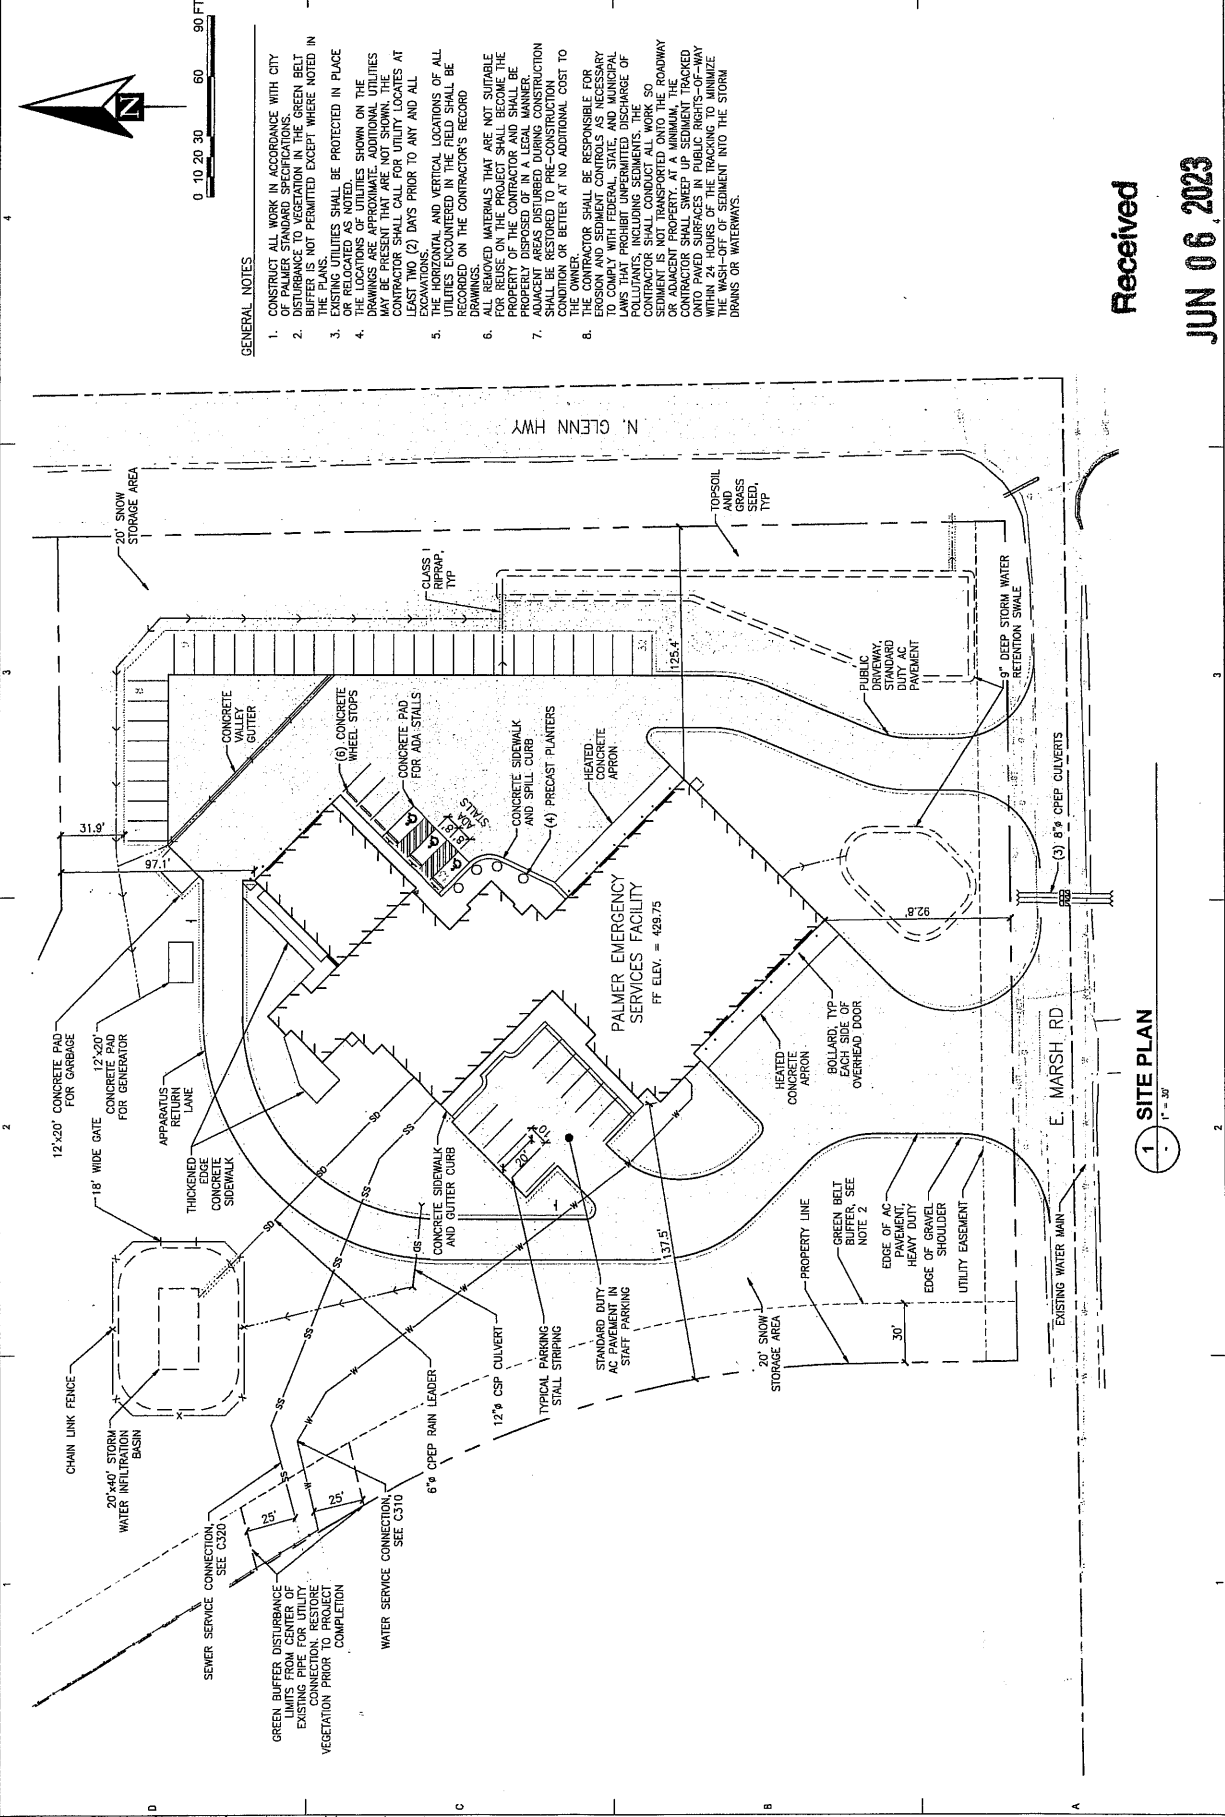 4
3
2
1
D
C
B
A
N
0 10 20 30 60 90 FT
GENERAL NOTES
1. CONSTRUCT ALL WORK IN ACCORDANCE WITH CITY
OF PALMER STANDARD SPECIFICATIONS.
2. DISTURBANCE TO VEGETATION IN THE GREEN BELT
BUFFER IS NOT PERMITTED EXCEPT WHERE NOTED IN
THE PLANS.
3. EXISTING UTILITIES SHALL BE PROTECTED IN PLACE
OR RELOCATED AS NOTED.
4. THE LOCATIONS OF UTILITIES SHOWN ON THE
DRAWINGS ARE APPROXIMATE. ADDITIONAL UTILITIES
MAY BE PRESENT THAT ARE NOT SHOWN. THE
CONTRACTOR SHALL CALL FOR UTILITY LOCATES AT
LEAST TWO (2) DAYS PRIOR TO ANY AND ALL
EXCAVATIONS.
5. THE HORIZONTAL AND VERTICAL LOCATIONS OF ALL
UTILITIES ENCOUNTERED IN THE FIELD SHALL BE
RECORDED ON THE CONTRACTOR'S RECORD
DRAWINGS.
6. ALL REMOVED MATERIALS THAT ARE NOT SUITABLE
FOR REUSE ON THE PROJECT SHALL BECOME THE
PROPERTY OF THE CONTRACTOR AND SHALL BE
PROPERLY DISPOSED OF IN A LEGAL MANNER.
7. ADJACENT AREAS DISTURBED DURING CONSTRUCTION
SHALL BE RESTORED TO PRE-CONSTRUCTION
CONDITION OR BETTER AT NO ADDITIONAL COST TO
THE OWNER.
8. THE CONTRACTOR SHALL BE RESPONSIBLE FOR
EROSION AND SEDIMENT CONTROLS AS NECESSARY
TO COMPLY WITH FEDERAL, STATE, AND MUNICIPAL
LAWS THAT PROHIBIT UNPERMITTED DISCHARGE OF
POLLUTANTS, INCLUDING SEDIMENTS. THE
CONTRACTOR SHALL CONDUCT ALL WORK SO
SEDIMENT IS NOT TRANSPORTED ONTO THE ROADWAY
OR ADJACENT PROPERTY. AT A MINIMUM, THE
CONTRACTOR SHALL SWEEP UP SEDIMENT TRACKED
ONTO PAVED SURFACES IN PUBLIC RIGHTS-OF-WAY
WITHIN 24 HOURS OF THE TRACKING TO MINIMIZE
THE WASH-OFF OF SEDIMENT INTO THE STORM
DRAINS OR WATERWAYS.
Received
JUN 06 2023
N. GLENN HWY
20' SNOW
STORAGE AREA
CLASS I
RIPRAP,
TYP
TOPSOIL
AND
GRASS
SEED,
TYP
31.9'
97.1'
125.4'
CONCRETE
VALLEY
GUTTER
(6) CONCRETE
WHEEL STOPS
CONCRETE PAD
FOR ADA STALLS
8' 8'
ADA
STALLS
CONCRETE SIDEWALK
AND SPILL CURB
(4) PRECAST PLANTERS
HEATED
CONCRETE
APRON
PUBLIC
DRIVEWAY,
STANDARD
DUTY AC
PAVEMENT
9" DEEP STORM WATER
RETENTION SWALE
(3) 8"ø CPEP CULVERTS
92.8'
PALMER EMERGENCY
SERVICES FACILITY
FF ELEV. = 429.75
12'x20' CONCRETE PAD
FOR GARBAGE
18' WIDE GATE
12'x20'
CONCRETE PAD
FOR GENERATOR
APPARATUS
RETURN
LANE
THICKENED
EDGE
CONCRETE
SIDEWALK
CONCRETE SIDEWALK
AND GUTTER CURB
20'
10'
BOLLARD, TYP
EACH SIDE OF
OVERHEAD DOOR
HEATED
CONCRETE
APRON
CHAIN LINK FENCE
20'x40' STORM
WATER INFILTRATION
BASIN
SD
SD
SD
SS
SS
SS
SS
SS
SS
W
W
W
W
W
W
W
W
137.5'
6"ø CPEP RAIN LEADER
12"ø CSP CULVERT
TYPICAL PARKING
STALL STRIPING
STANDARD DUTY
AC PAVEMENT IN
STAFF PARKING
20' SNOW
STORAGE AREA
PROPERTY LINE
GREEN BELT
BUFFER, SEE
NOTE 2
30'
EDGE OF AC
PAVEMENT,
HEAVY DUTY
EDGE OF GRAVEL
SHOULDER
UTILITY EASEMENT
EXISTING WATER MAIN
E. MARSH RD
SEWER SERVICE CONNECTION,
SEE C320
25'
25'
GREEN BUFFER DISTURBANCE
LIMITS FROM CENTER OF
EXISTING PIPE FOR UTILITY
CONNECTION. RESTORE
VEGETATION PRIOR TO PROJECT
COMPLETION
WATER SERVICE CONNECTION,
SEE C310
1 SITE PLAN
1" = 30'
3
2
1